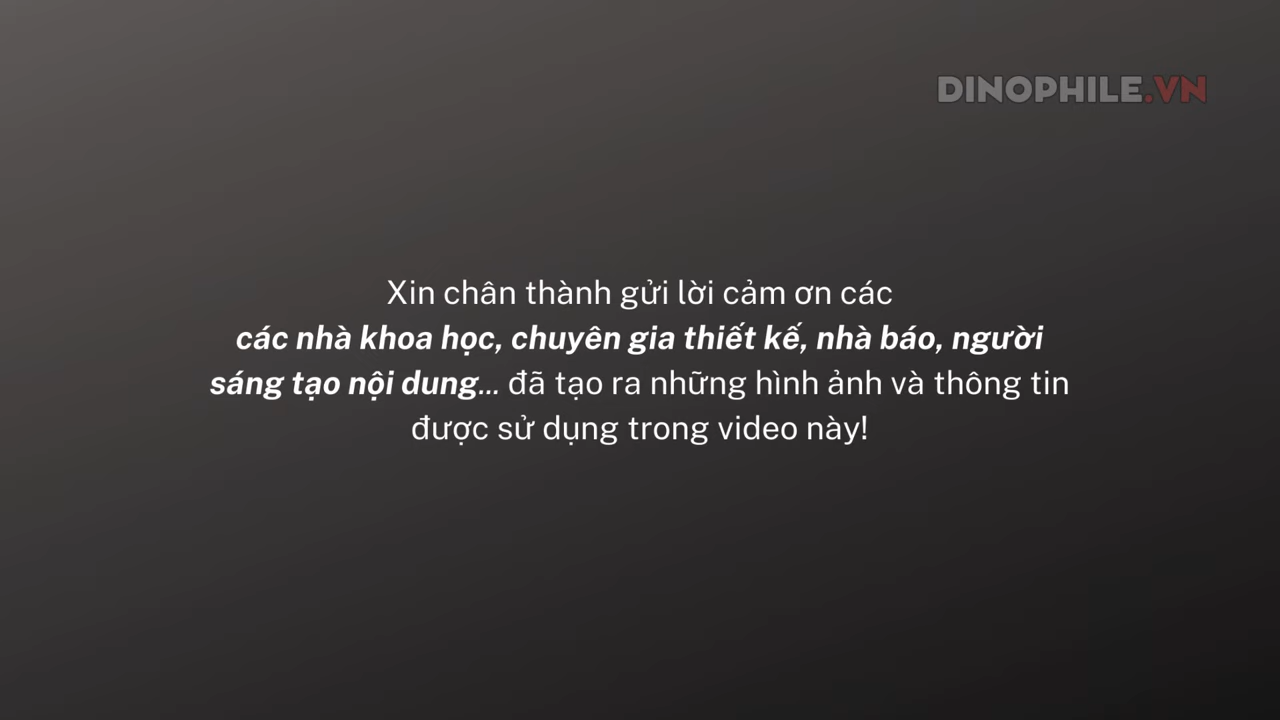 DINOPHILE.VN
Xin chân thành gửi lời cảm ơn các
các nhà khoa học, chuyên gia thiết kế, nhà báo, người
sáng tạo nội dung... đã tạo ra những hình ảnh và thông tin
được sử dụng trong video này!